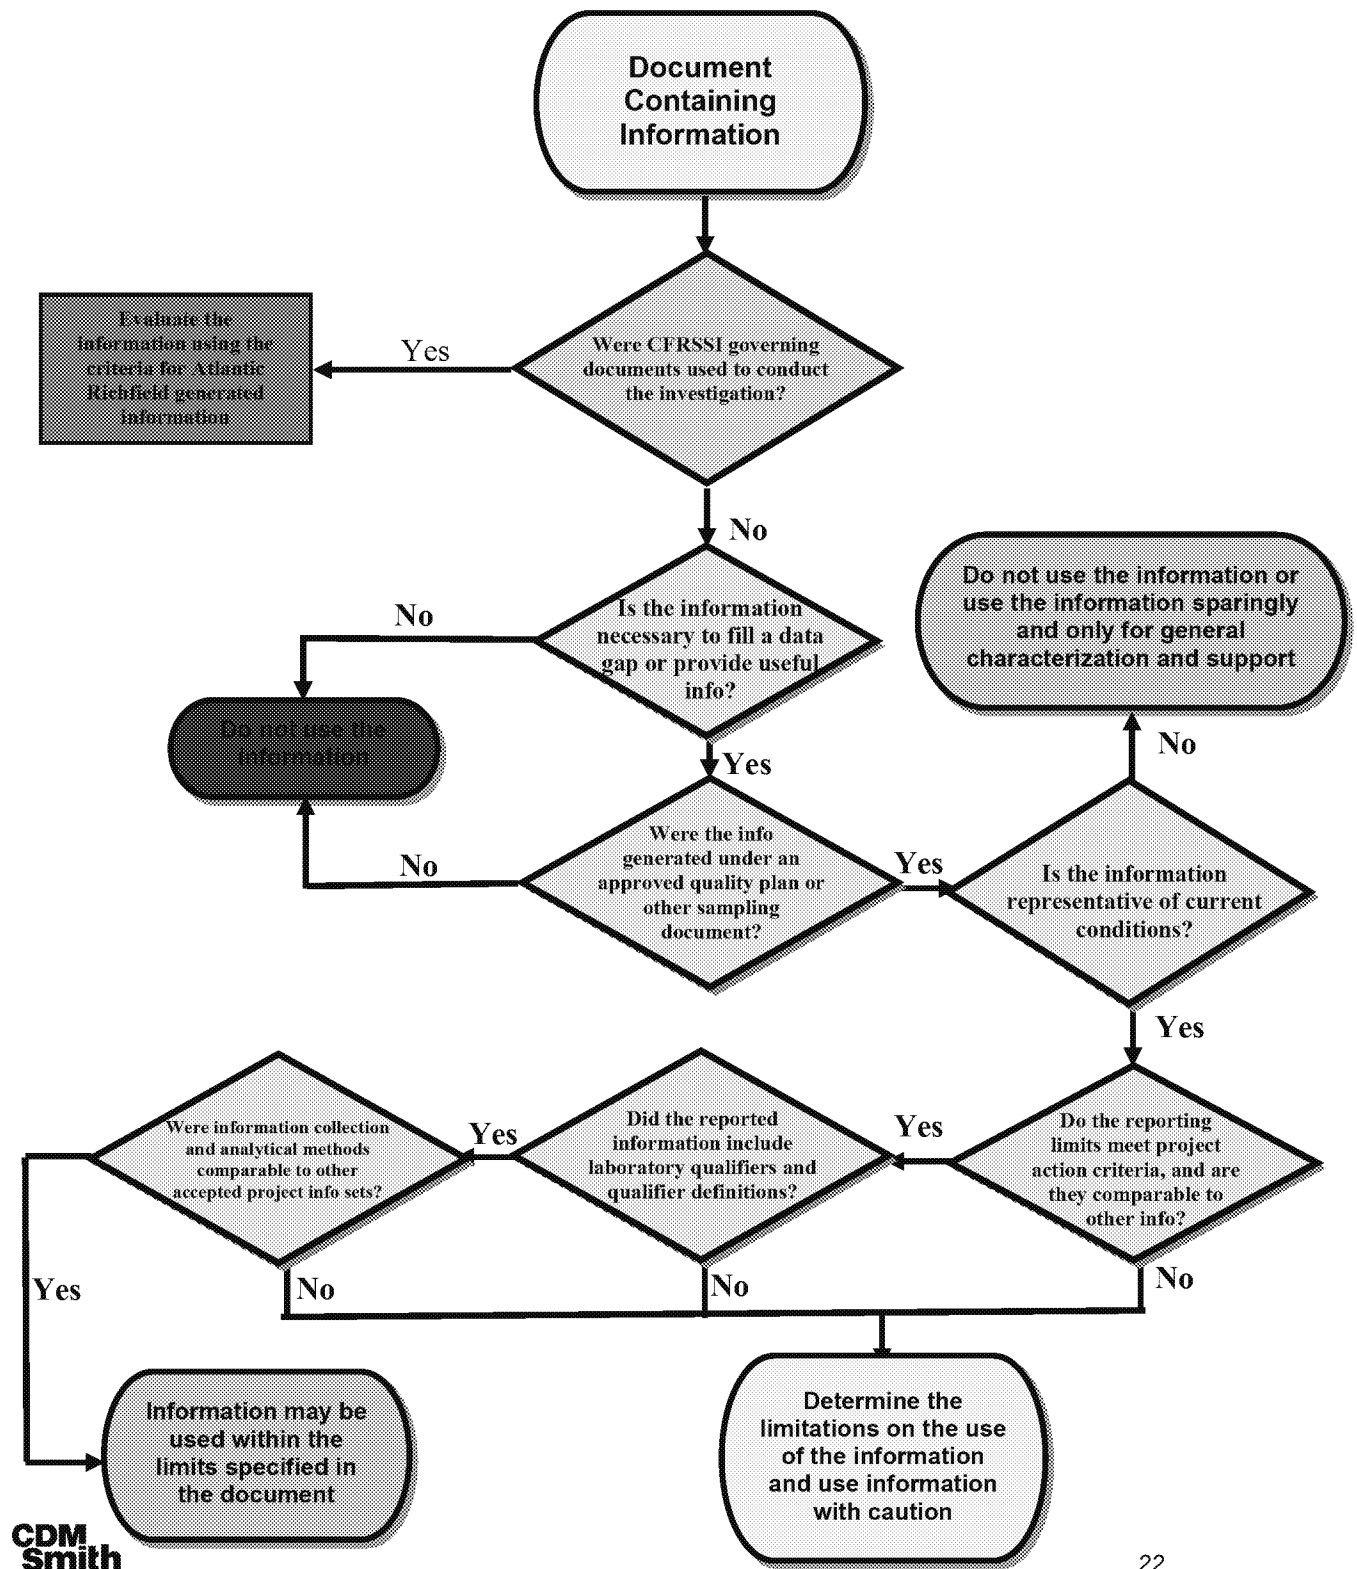 Document
Containing
Information
Evaluate the
information using the
criteria for Atlantic
Richfield generated
information
Yes
Were CFRSSI governing
documents used to conduct
the investigation?
No
Do not use the information or
use the information sparingly
and only for general
characterization and support
No
Is the information
necessary to fill a data
gap or provide useful
info?
Do not use the
information
Yes
No
No
Were the info
generated under an
approved quality plan or
other sampling
document?
Yes
Is the information
representative of current
conditions?
Yes
Were information collection
and analytical methods
comparable to other
accepted project info sets?
Yes
Did the reported
information include
laboratory qualifiers and
qualifier definitions?
Yes
Do the reporting
limits meet project
action criteria, and are
they comparable to
other info?
Yes
No
No
No
Information may be
used within the
limits specified in
the document
Determine the
limitations on the use
of the information
and use information
with caution
CDM
Smith
22